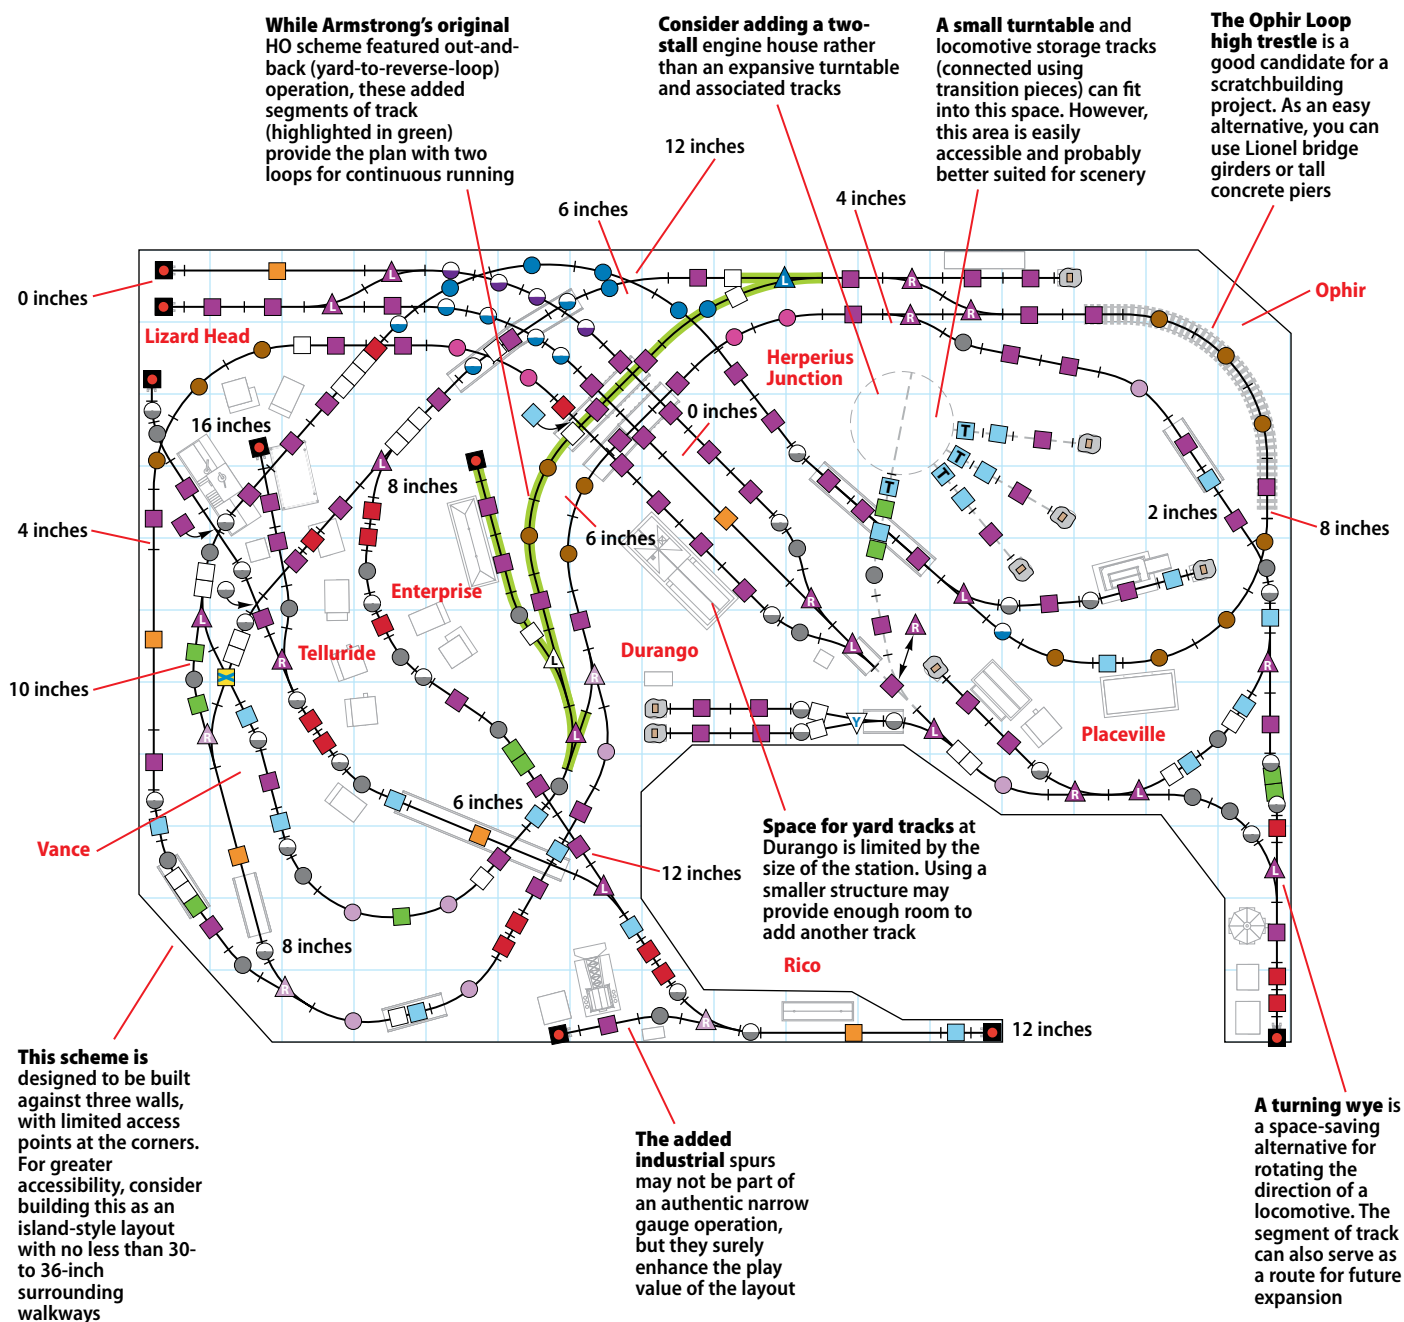 While Armstrong's original
HO scheme featured out-and-
back (yard-to-reverse-loop)
operation, these added
segments of track
(highlighted in green)
provide the plan with two
loops for continuous running
Consider adding a two-
stall engine house rather
than an expansive turntable
and associated tracks
A small turntable and
locomotive storage tracks
(connected using
transition pieces) can fit
into this space. However,
this area is easily
accessible and probably
better suited for scenery
The Ophir Loop
high trestle is a
good candidate for a
scratchbuilding
project. As an easy
alternative, you can
use Lionel bridge
girders or tall
concrete piers
12 inches
6 inches
4 inches
0 inches
Ophir
L
L
R
L
Lizard Head
R
R
Herperius
Junction
0 inches
16 inches
T
L
8 inches
T
T
T
2 inches
8 inches
4 inches
6 inches
Enterprise
L
R
L
R
L
Telluride
Durango
L
R
L
R
R
10 inches
Y
L
R
L
Placeville
6 inches
R
L
Vance
Space for yard tracks at
Durango is limited by the
size of the station. Using a
smaller structure may
provide enough room to
add another track
12 inches
L
L
8 inches
Rico
R
R
12 inches
This scheme is
designed to be built
against three walls,
with limited access
points at the corners.
For greater
accessibility, consider
building this as an
island-style layout
with no less than 30-
to 36-inch
surrounding
walkways
The added
industrial spurs
may not be part of
an authentic narrow
gauge operation,
but they surely
enhance the play
value of the layout
A turning wye is
a space-saving
alternative for
rotating the
direction of a
locomotive. The
segment of track
can also serve as
a route for future
expansion